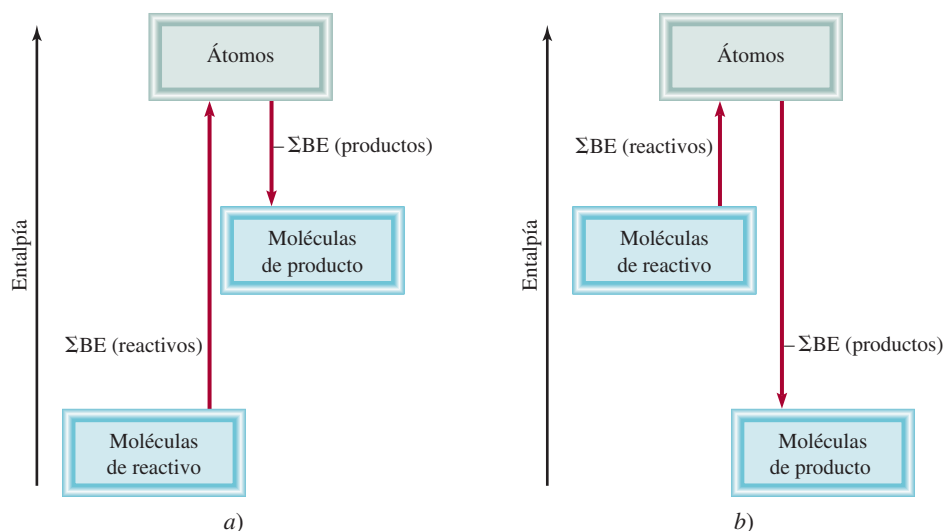 Átomos
– ΣBE (productos)
Moléculas
de producto
Entalpía
ΣBE (reactivos)
Moléculas
de reactivo
a)
Átomos
ΣBE (reactivos)
Moléculas
de reactivo
Entalpía
– ΣBE (productos)
Moléculas
de producto
b)